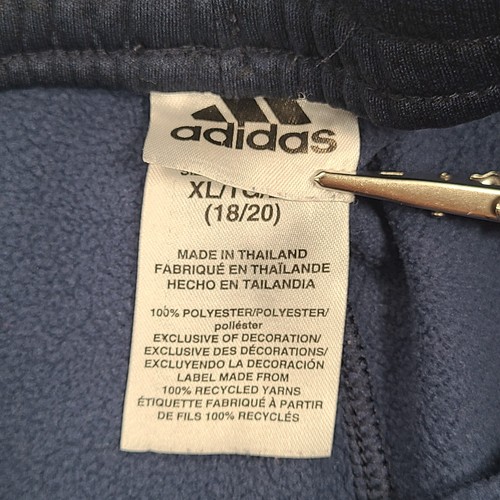 adidas
XL/TG/
(18/20)
MADE IN THAILAND
FABRIQUÉ EN THAÏLANDE
HECHO EN TAILANDIA
100% POLYESTER/POLYESTER/
poliéster
EXCLUSIVE OF DECORATION/
EXCLUSIVE DES DÉCORATIONS/
EXCLUYENDO LA DECORACIÓN
LABEL MADE FROM
100% RECYCLED YARNS
ÉTIQUETTE FABRIQUÉ À PARTIR
DE FILS 100% RECYCLÉS